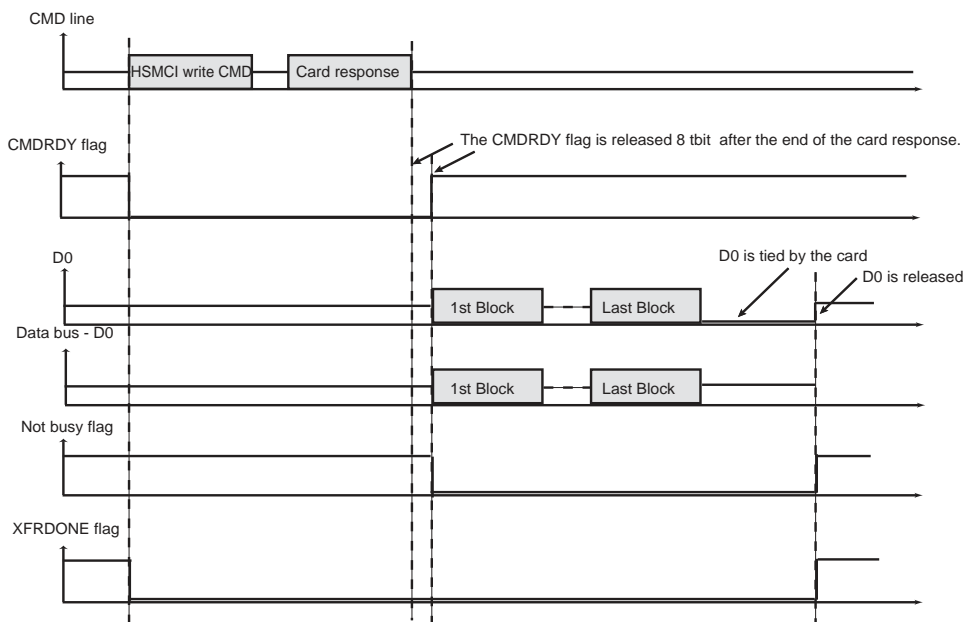 CMD line
HSMCI write CMD
Card response
The CMDRDY flag is released 8 tbit after the end of the card response.
CMDRDY flag
D0
D0 is tied by the card
D0 is released
1st Block
Last Block
Data bus - D0
1st Block
Last Block
Not busy flag
XFRDONE flag